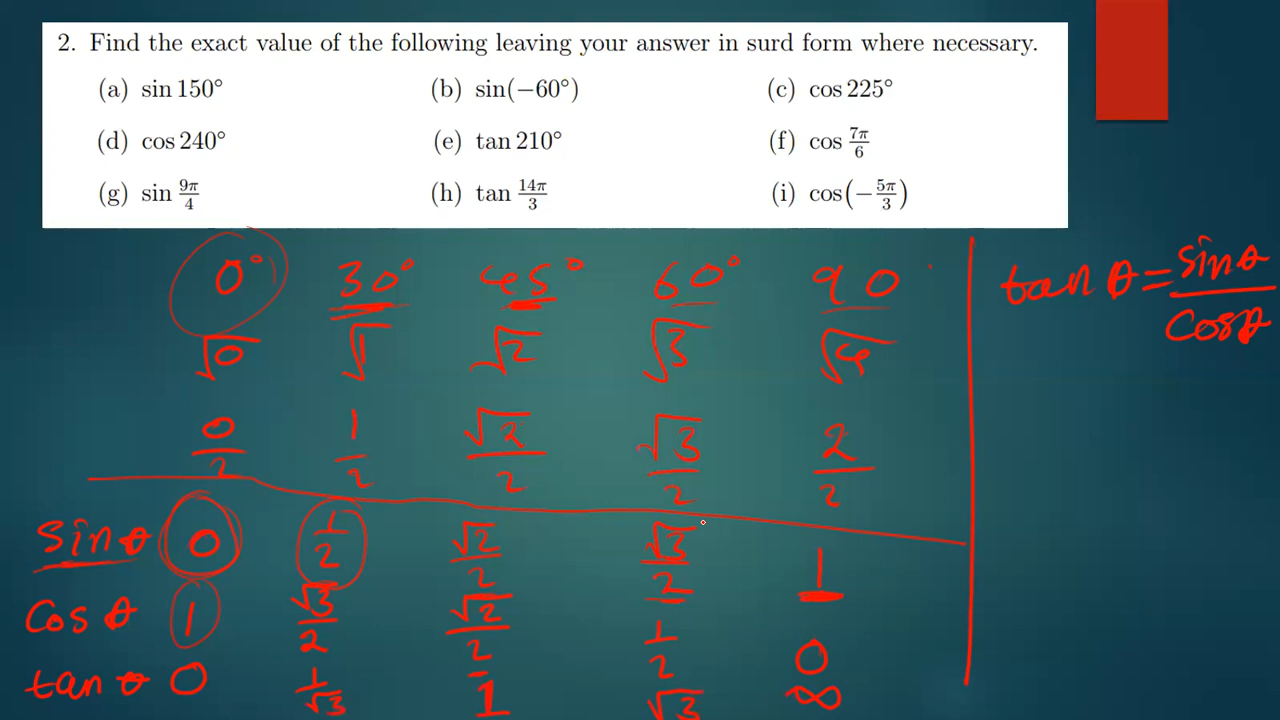 2. Find the exact value of the following leaving your answer in surd form where necessary.
(a) sin 150° (b) sin(−60°) (c) cos 225°
(d) cos 240° (e) tan 210° (f) cos 7π/6
(g) sin 9π/4 (h) tan 14π/3 (i) cos(−5π/3)
0° 30° 45° 60° 90
√0 √1 √2 √3 √4
0/2 1/2 √2/2 √3/2 2/2
sin θ 0 1/2 √2/2 √3/2 1
cos θ 1 √3/2 √2/2 1/2 0
tan θ 0 1/√3 1 √3 ∞
tan θ = sin θ/cos θ